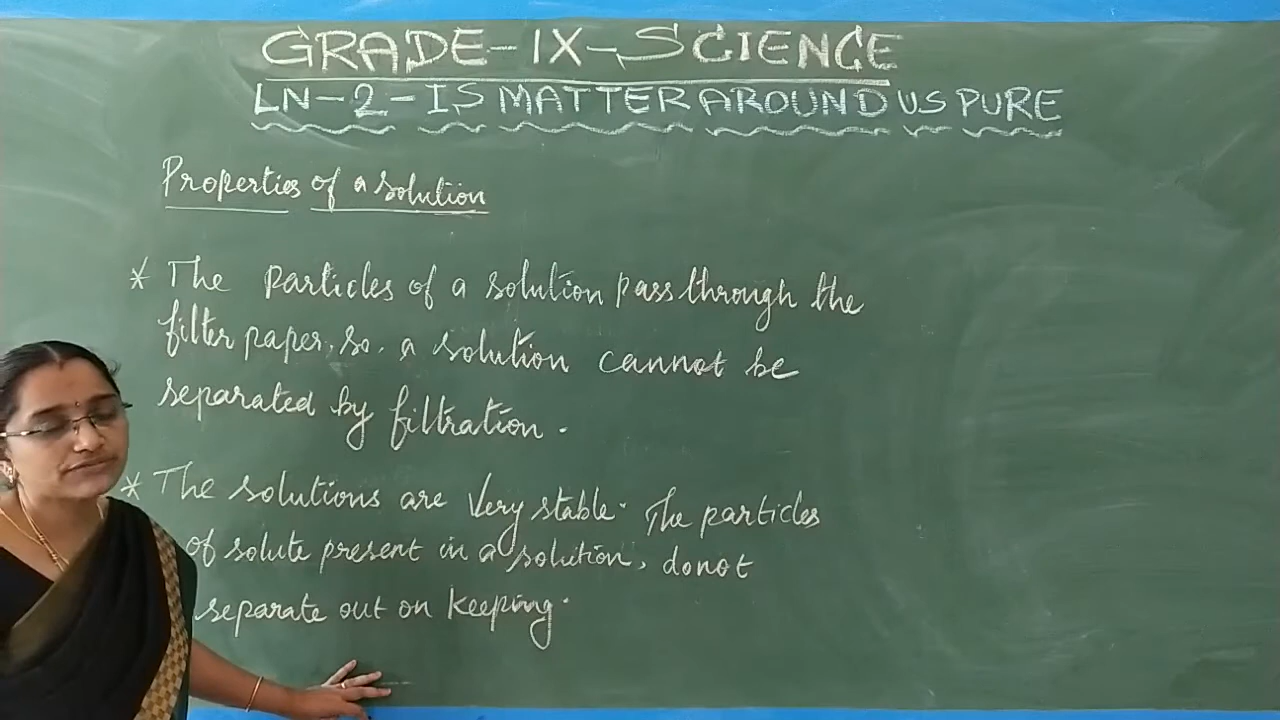 GRADE-IX-SCIENCE
LN-2-IS MATTER AROUND US PURE
Properties of a solution
* The particles of a solution pass through the
filter paper. so, a solution cannot be
separated by filtration.
* The solutions are very stable. The particles
of solute present in a solution, do not
separate out on keeping.